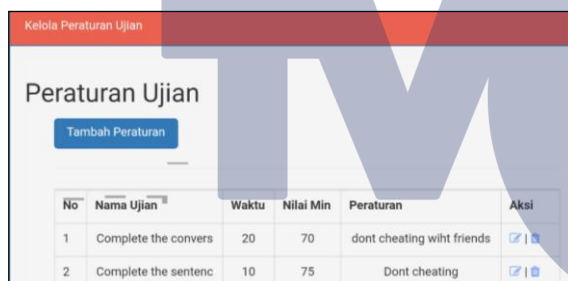 Kelola Peraturan Ujian
Peraturan Ujian
Tambah Peraturan
No Nama Ujian Waktu Nilai Min Peraturan Aksi
1 Complete the convers 20 70 dont cheating wiht friends |
2 Complete the sentenc 10 75 Dont cheating |